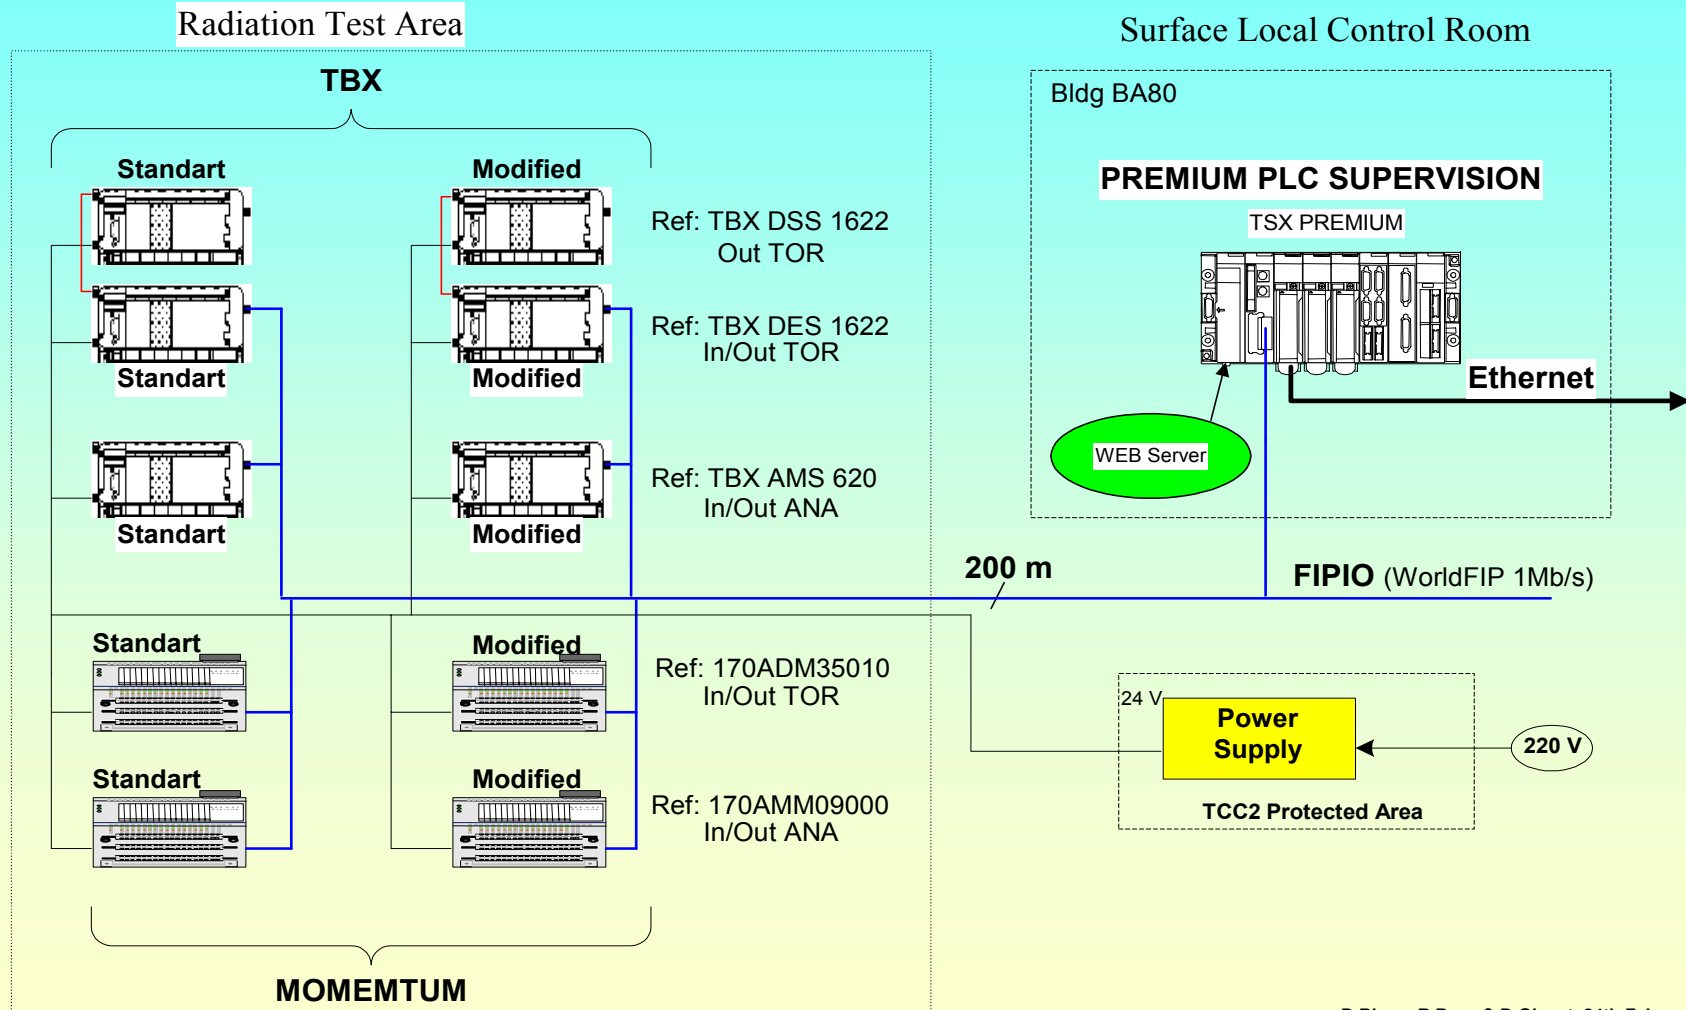 Radiation Test Area
Surface Local Control Room
TBX
Bldg BA80
Standart
Modified
Ref: TBX DSS 1622
Out TOR
PREMIUM PLC SUPERVISION
TSX PREMIUM
Ref: TBX DES 1622
In/Out TOR
Standart
Modified
Ethernet
WEB Server
Ref: TBX AMS 620
In/Out ANA
Standart
Modified
200 m
FIPIO (WorldFIP 1Mb/s)
Standart
Modified
Ref: 170ADM35010
In/Out TOR
24 V
Power
Supply
220 V
TCC2 Protected Area
Standart
Modified
Ref: 170AMM09000
In/Out ANA
MOMEMTUM